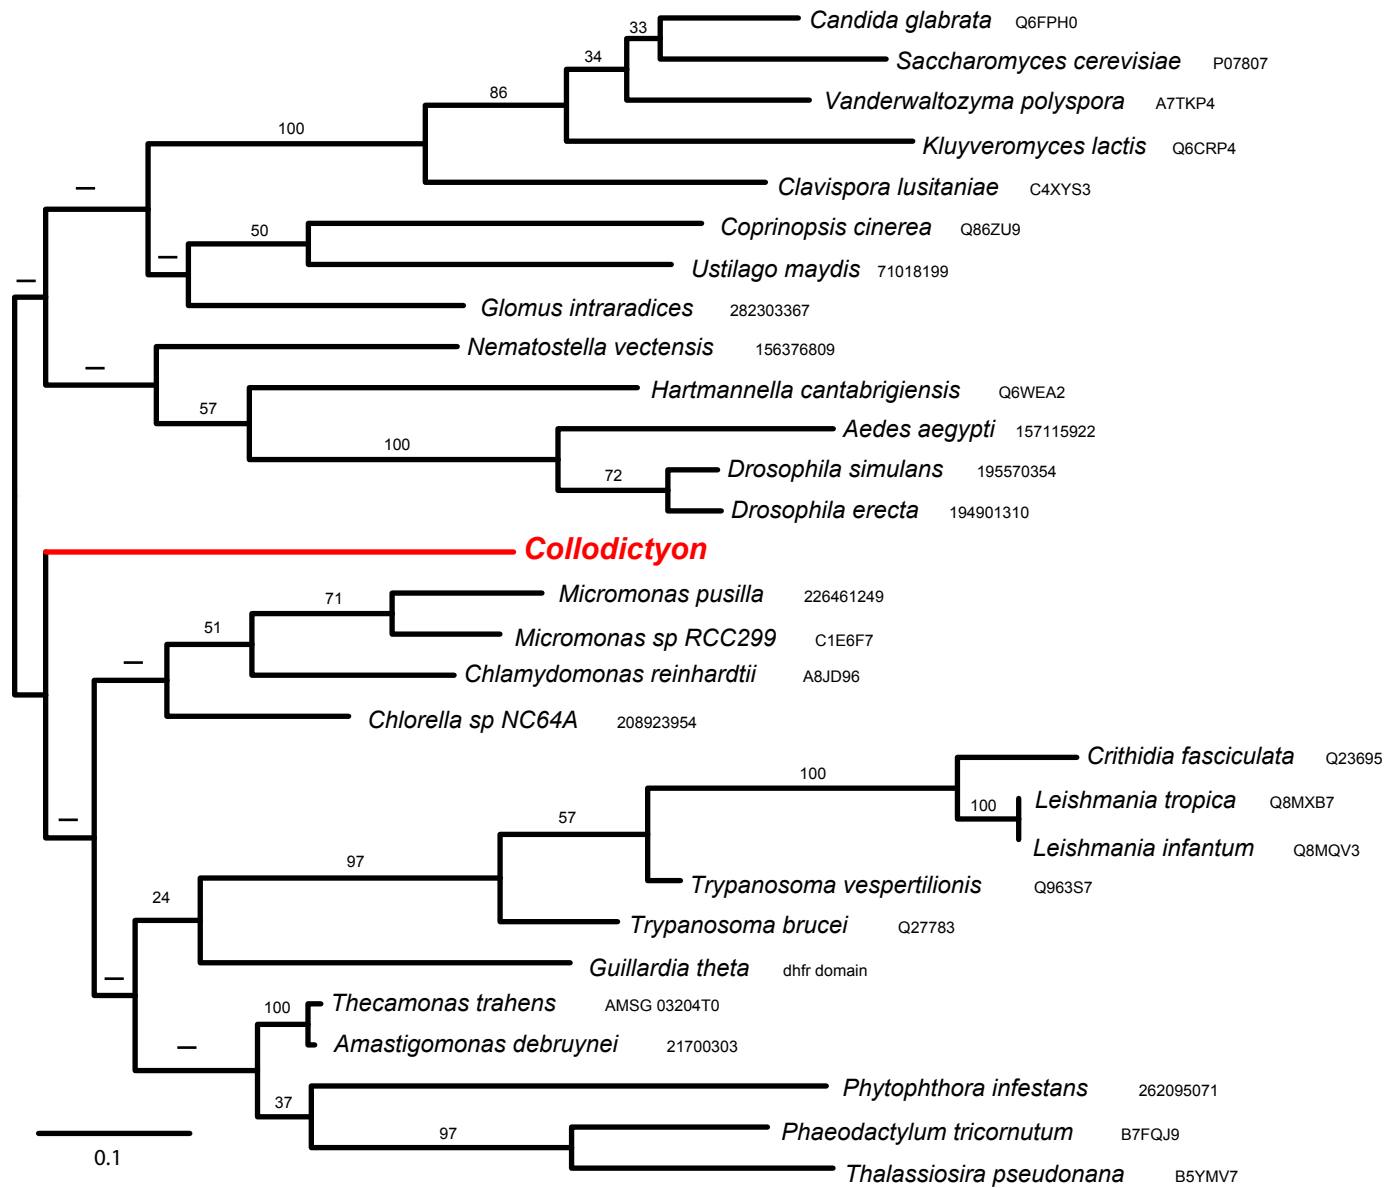 33
Candida glabrata Q6FPH0
34
Saccharomyces cerevisiae P07807
86
Vanderwaltozyma polyspora A7TKP4
100
Kluyveromyces lactis Q6CRP4
—
Clavispora lusitaniae C4XYS3
50
Coprinopsis cinerea Q86ZU9
—
Ustilago maydis 71018199
—
Glomus intraradices 282303367
Nematostella vectensis 156376809
—
Hartmannella cantabrigiensis Q6WEA2
57
Aedes aegypti 157115922
100
Drosophila simulans 195570354
72
Drosophila erecta 194901310
Collodictyon
71
Micromonas pusilla 226461249
51
Micromonas sp RCC299 C1E6F7
—
Chlamydomonas reinhardtii A8JD96
Chlorella sp NC64A 208923954
Crithidia fasciculata Q23695
100
100
Leishmania tropica Q8MXB7
—
57
Leishmania infantum Q8MQV3
97
Trypanosoma vespertilionis Q963S7
24
Trypanosoma brucei Q27783
Guillardia theta dhfr domain
—
100
Thecamonas trahens AMSG 03204T0
—
Amastigomonas debruynei 21700303
37
Phytophthora infestans 262095071
97
Phaeodactylum tricornutum B7FQJ9
0.1
Thalassiosira pseudonana B5YMV7